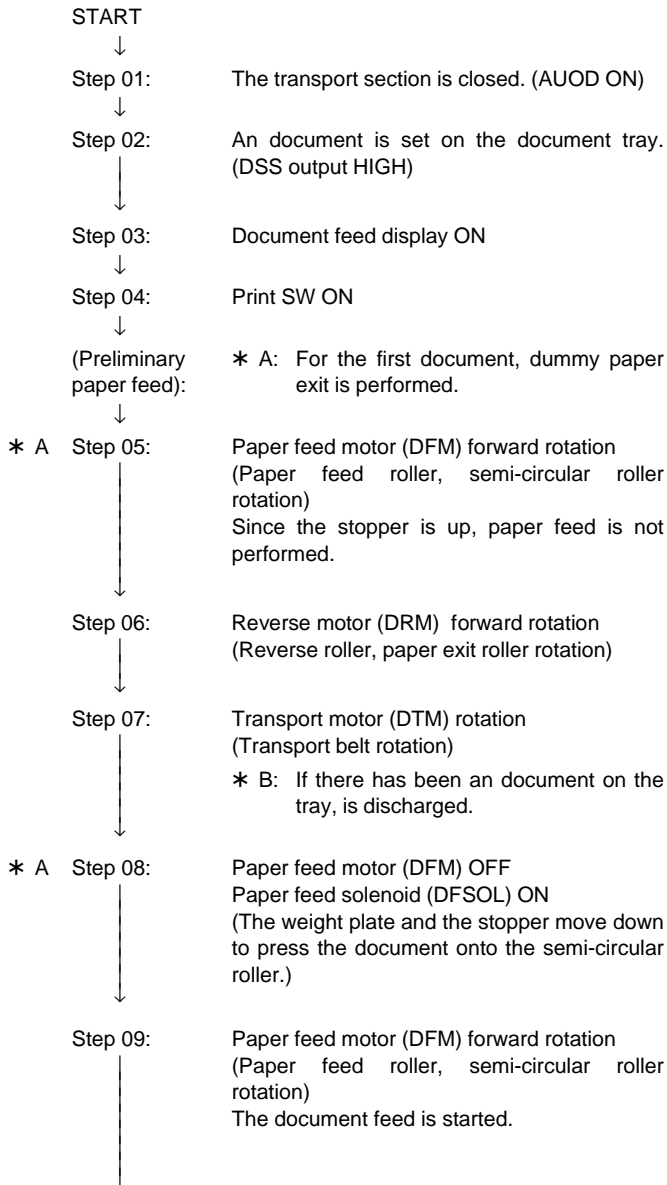 START
↓
Step 01: The transport section is closed. (AUOD ON)
↓
Step 02: An document is set on the document tray.
(DSS output HIGH)
↓
Step 03: Document feed display ON
↓
Step 04: Print SW ON
↓
(Preliminary ∗ A: For the first document, dummy paper
paper feed): exit is performed.
↓
∗ A Step 05: Paper feed motor (DFM) forward rotation
(Paper feed roller, semi-circular roller
rotation)
Since the stopper is up, paper feed is not
performed.
↓
Step 06: Reverse motor (DRM) forward rotation
(Reverse roller, paper exit roller rotation)
↓
Step 07: Transport motor (DTM) rotation
(Transport belt rotation)
∗ B: If there has been an document on the
tray, is discharged.
↓
∗ A Step 08: Paper feed motor (DFM) OFF
Paper feed solenoid (DFSOL) ON
(The weight plate and the stopper move down
to press the document onto the semi-circular
roller.)
↓
Step 09: Paper feed motor (DFM) forward rotation
(Paper feed roller, semi-circular roller
rotation)
The document feed is started.